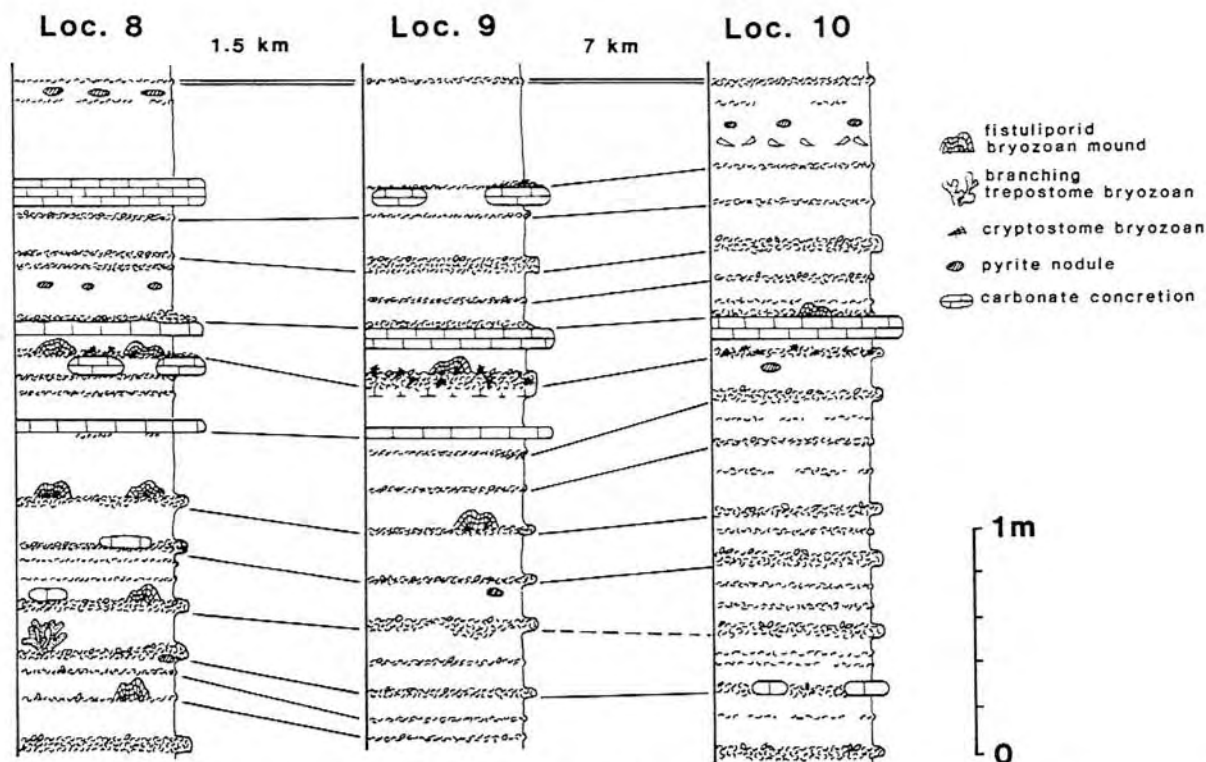 Loc. 8
1.5 km
Loc. 9
7 km
Loc. 10
fistuliporid
bryozoan mound
branching
trepostome bryozoan
cryptostome bryozoan
pyrite nodule
carbonate concretion
1m
0